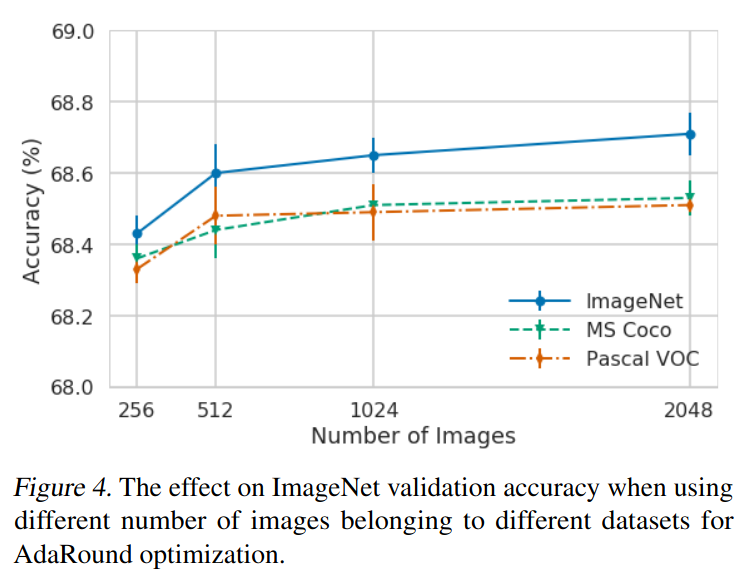 69.0
68.8
68.6
68.4
68.2
68.0
Accuracy (%)
ImageNet
MS Coco
Pascal VOC
256 512 1024 2048
Number of Images
Figure 4. The effect on ImageNet validation accuracy when using
different number of images belonging to different datasets for
AdaRound optimization.